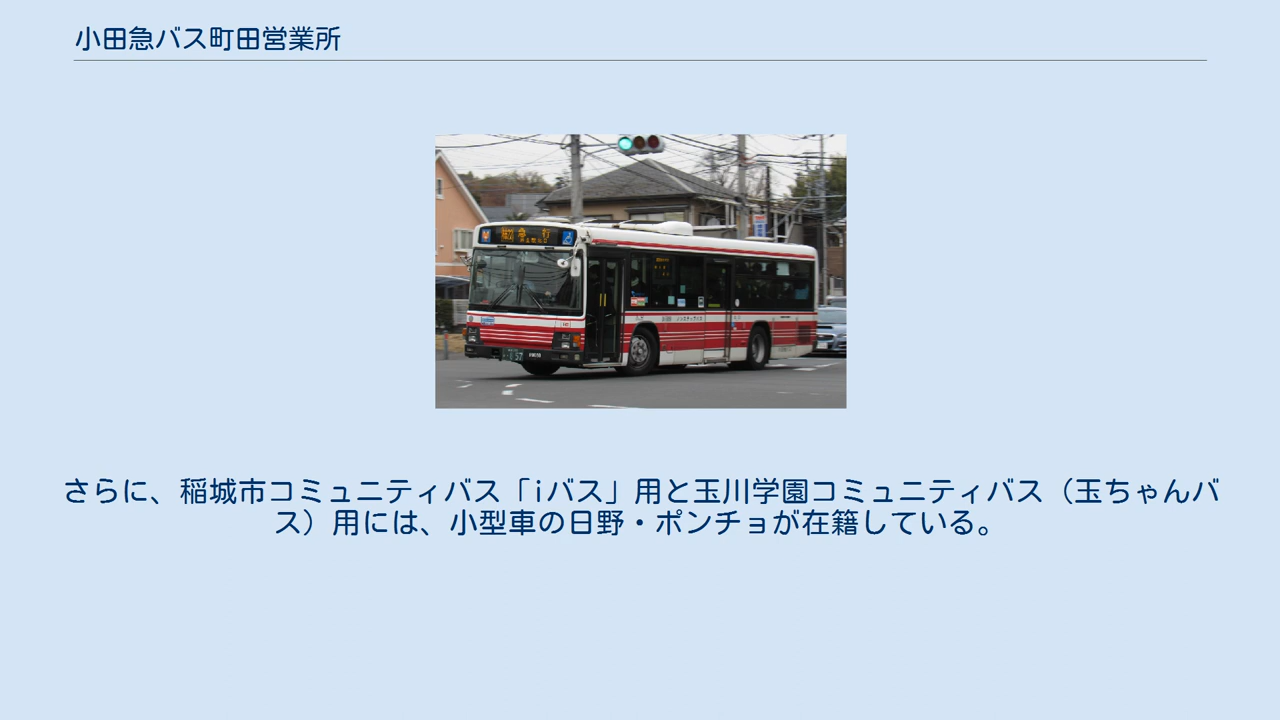 小田急バス町田営業所
さらに、稲城市コミュニティバス「iバス」用と玉川学園コミュニティバス（玉ちゃんバ
ス）用には、小型車の日野・ポンチョが在籍している。